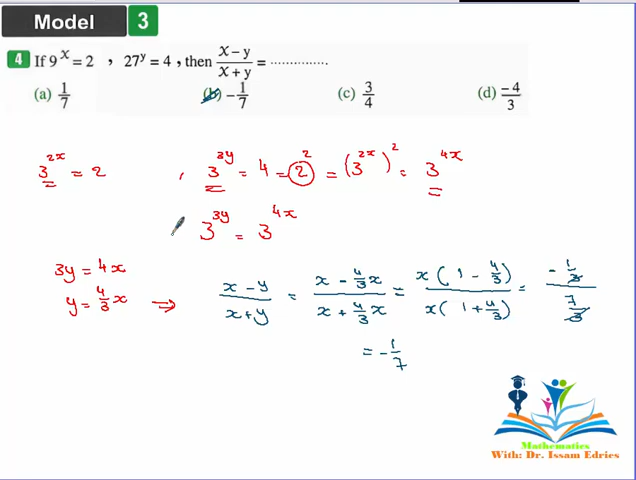 Model 3
4 If 9^x = 2 , 27^y = 4 , then (x − y)/(x + y) = ..............
(a) 1/7 (b) −1/7 (c) 3/4 (d) −4/3
3^2x = 2 , 3^3y = 4 = 2^2 = (3^2x)^2 = 3^4x
3^3y = 3^4x
3y = 4x
y = 4/3 x → (x − y)/(x + y) = (x − 4/3 x)/(x + 4/3 x) = x(1 − 4/3)/x(1 + 4/3) = (−1/3)/(7/3)
= −1/7
Mathematics
With: Dr. Issam Edries